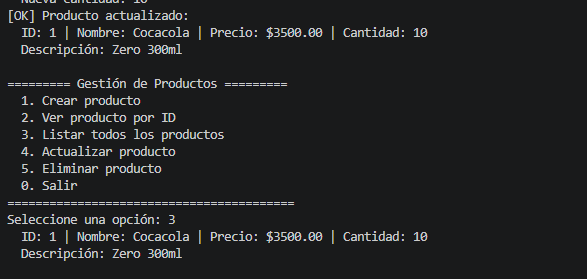 Nueva cantidad: 10
[OK] Producto actualizado:
  ID: 1 | Nombre: Cocacola | Precio: $3500.00 | Cantidad: 10
  Descripción: Zero 300ml

========= Gestión de Productos =========
  1. Crear producto
  2. Ver producto por ID
  3. Listar todos los productos
  4. Actualizar producto
  5. Eliminar producto
  0. Salir
=========================================
Seleccione una opción: 3
  ID: 1 | Nombre: Cocacola | Precio: $3500.00 | Cantidad: 10
  Descripción: Zero 300ml